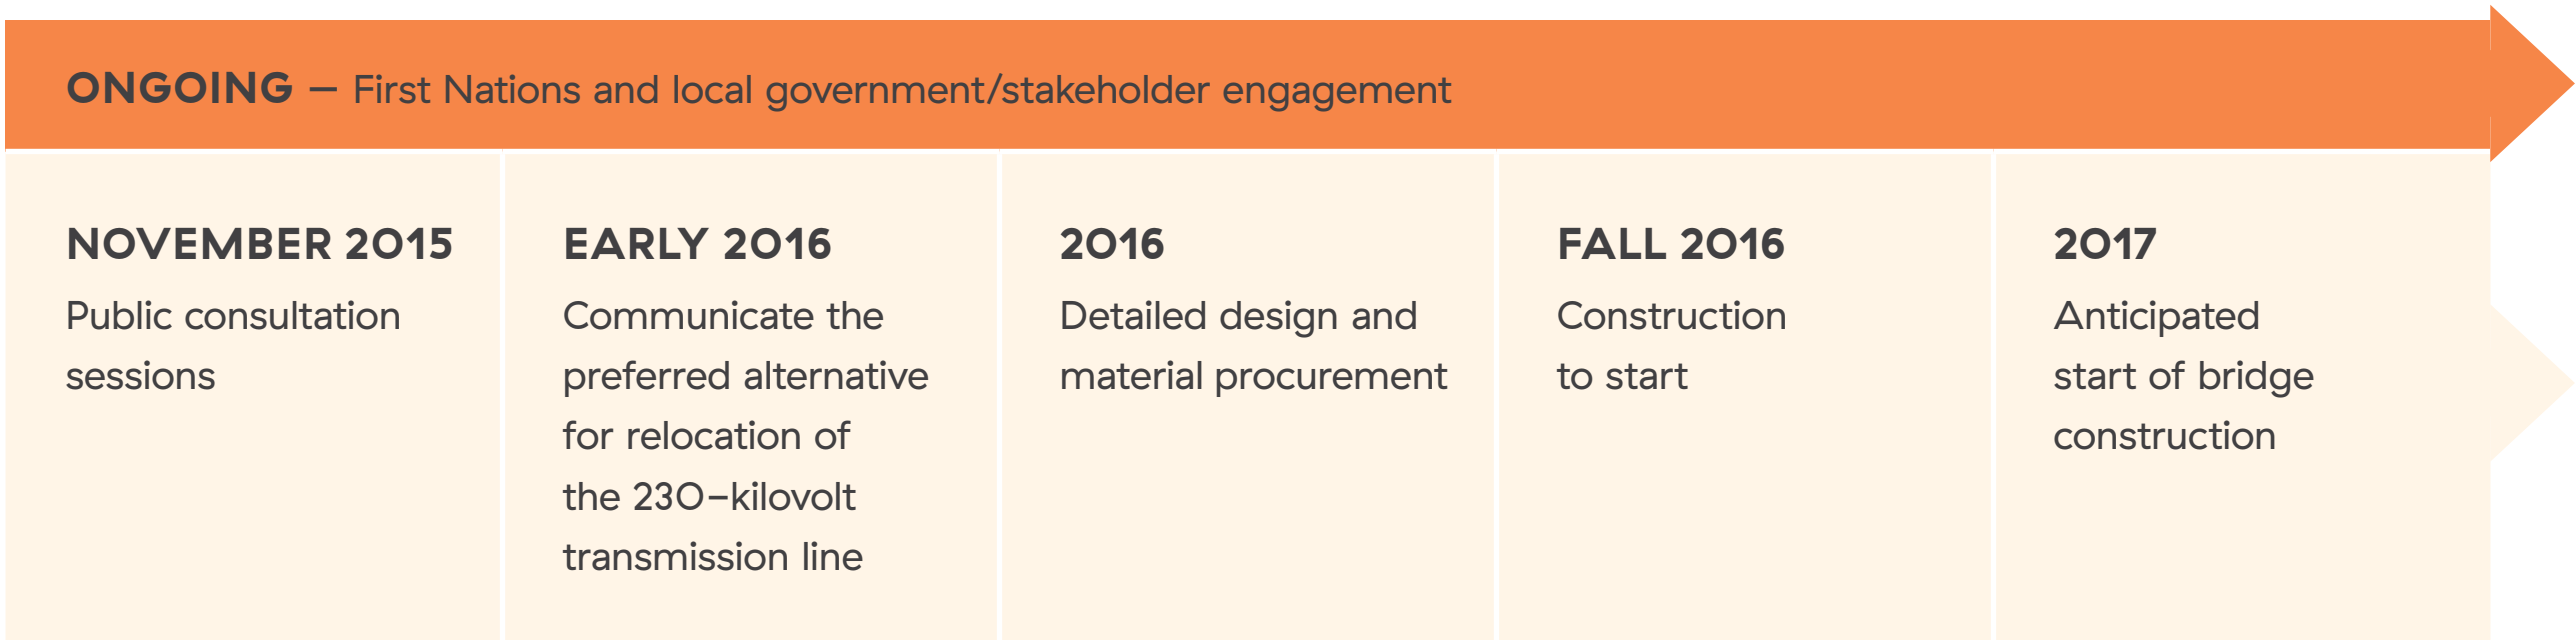 ONGOING – First Nations and local government/stakeholder engagement
NOVEMBER 2015
Public consultation
sessions
EARLY 2016
Communicate the
preferred alternative
for relocation of
the 230–kilovolt
transmission line
2016
Detailed design and
material procurement
FALL 2016
Construction
to start
2017
Anticipated
start of bridge
construction